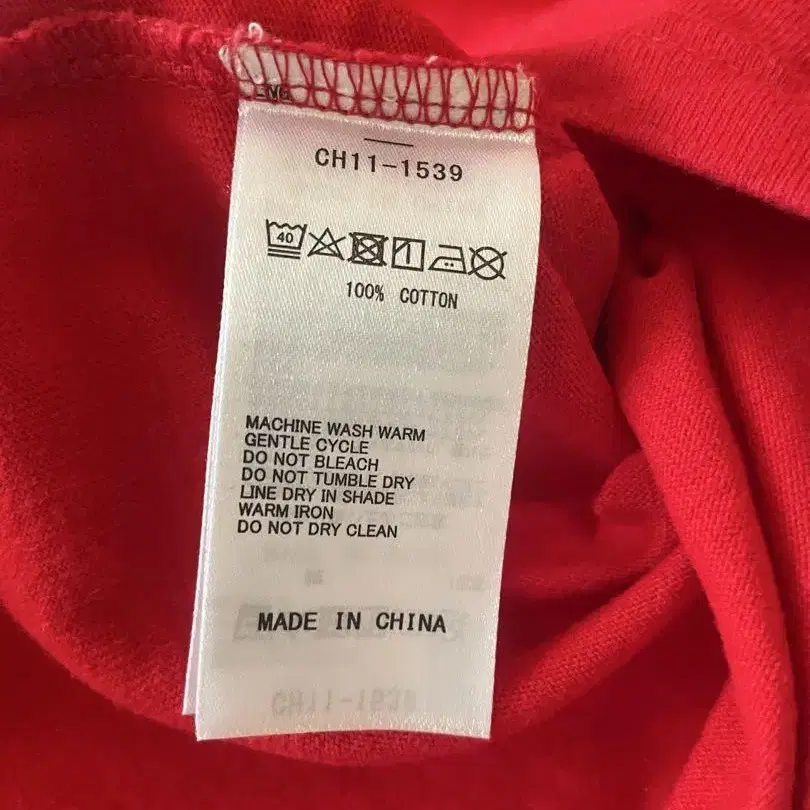 CH11-1539
40
100% COTTON
MACHINE WASH WARM
GENTLE CYCLE
DO NOT BLEACH
DO NOT TUMBLE DRY
LINE DRY IN SHADE
WARM IRON
DO NOT DRY CLEAN
MADE IN CHINA